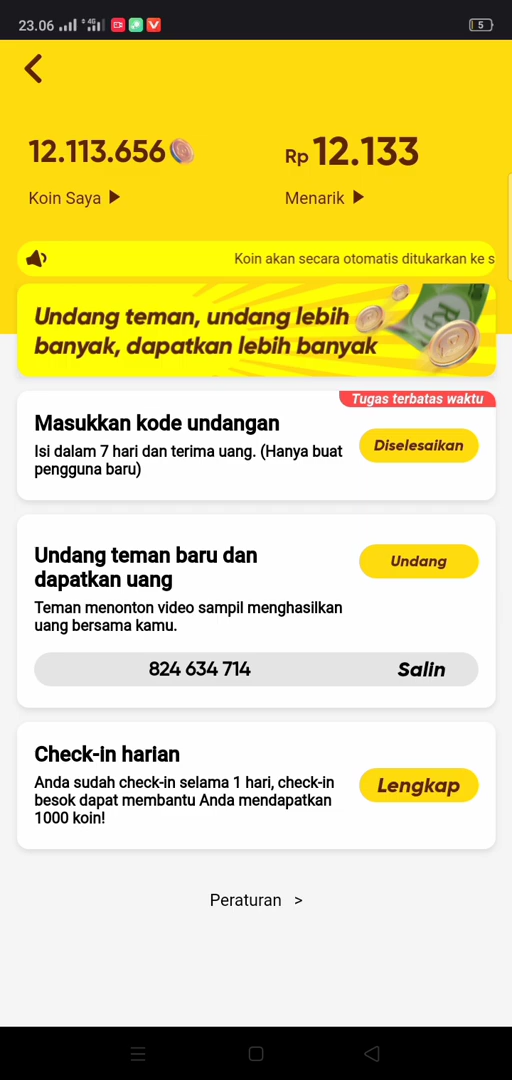 23.06
4G
5
12.113.656
Rp 12.133
Koin Saya
Menarik
Koin akan secara otomatis ditukarkan ke s
Undang teman, undang lebih
banyak, dapatkan lebih banyak
Rp
Tugas terbatas waktu
Masukkan kode undangan
Isi dalam 7 hari dan terima uang. (Hanya buat
pengguna baru)
Diselesaikan
Undang teman baru dan
dapatkan uang
Undang
Teman menonton video sampil menghasilkan
uang bersama kamu.
824 634 714
Salin
Check-in harian
Anda sudah check-in selama 1 hari, check-in
besok dapat membantu Anda mendapatkan
1000 koin!
Lengkap
Peraturan >